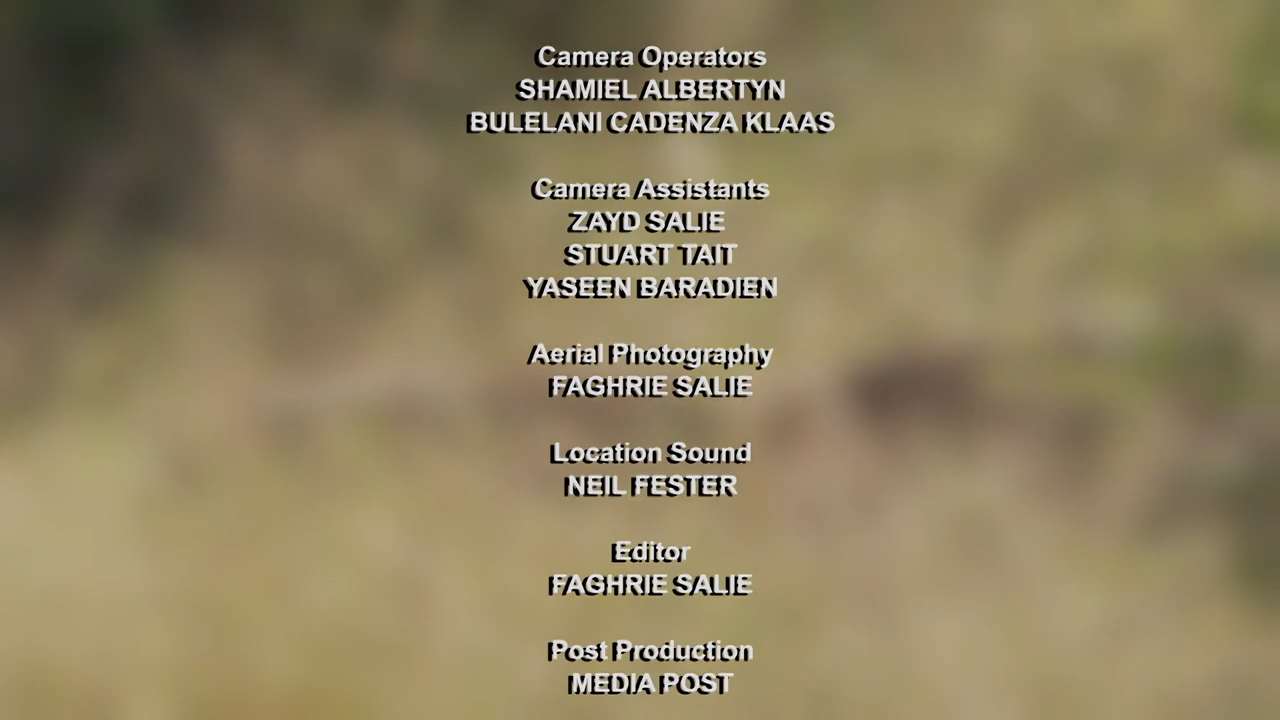 Camera Operators
SHAMIEL ALBERTYN
BULELANI CADENZA KLAAS
Camera Assistants
ZAYD SALIE
STUART TAIT
YASEEN BARADIEN
Aerial Photography
FAGHRIE SALIE
Location Sound
NEIL FESTER
Editor
FAGHRIE SALIE
Post Production
MEDIA POST